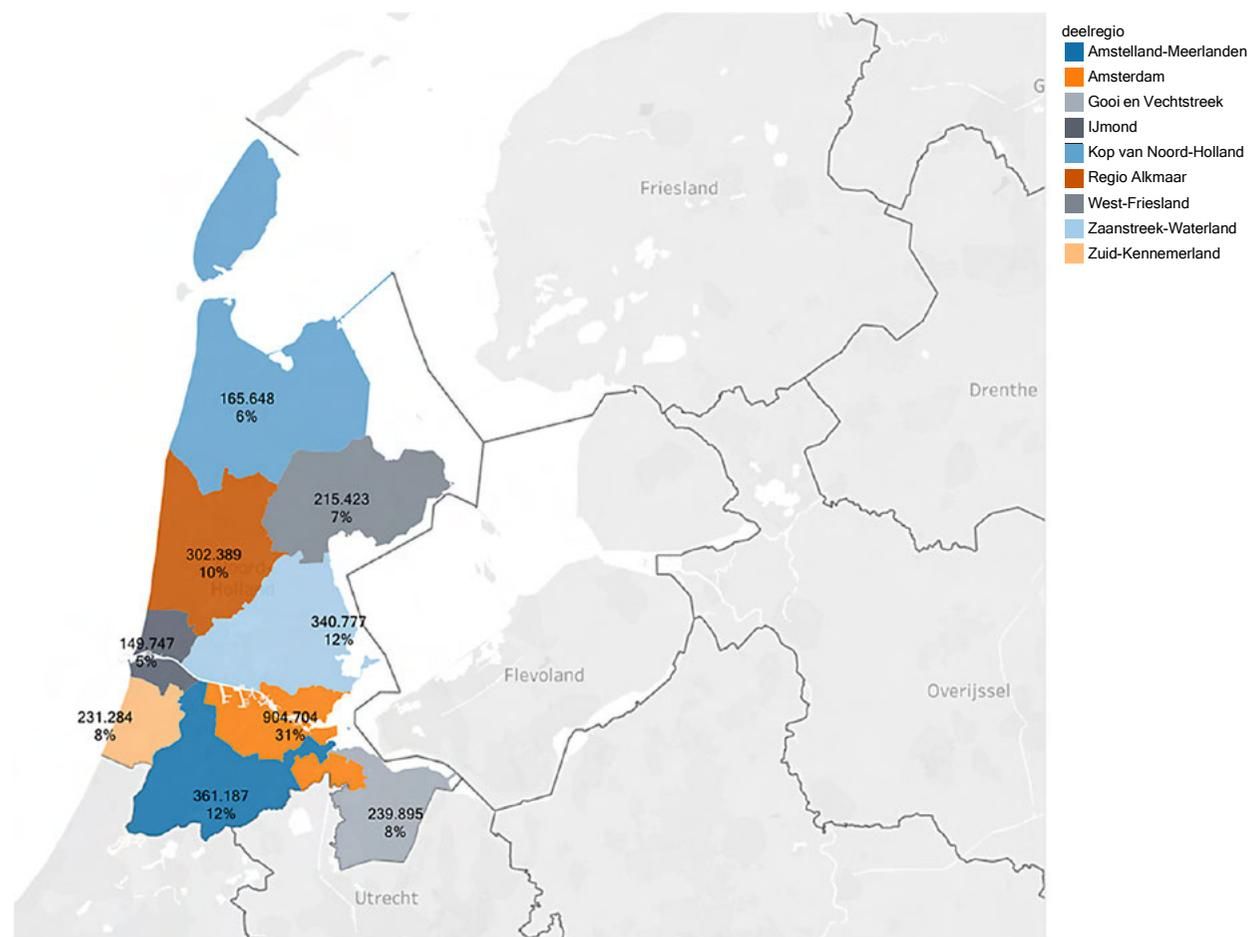 deelregio
Amstelland-Meerlanden
Amsterdam
Gooi en Vechtstreek
IJmond
Kop van Noord-Holland
Regio Alkmaar
West-Friesland
Zaanstreek-Waterland
Zuid-Kennemerland
G
Friesland
Drenthe
165.648
6%
215.423
7%
302.389
10%
Holland
340.777
12%
149.747
5%
Flevoland
Overijssel
231.284
8%
904.704
31%
361.187
12%
239.895
8%
Utrecht